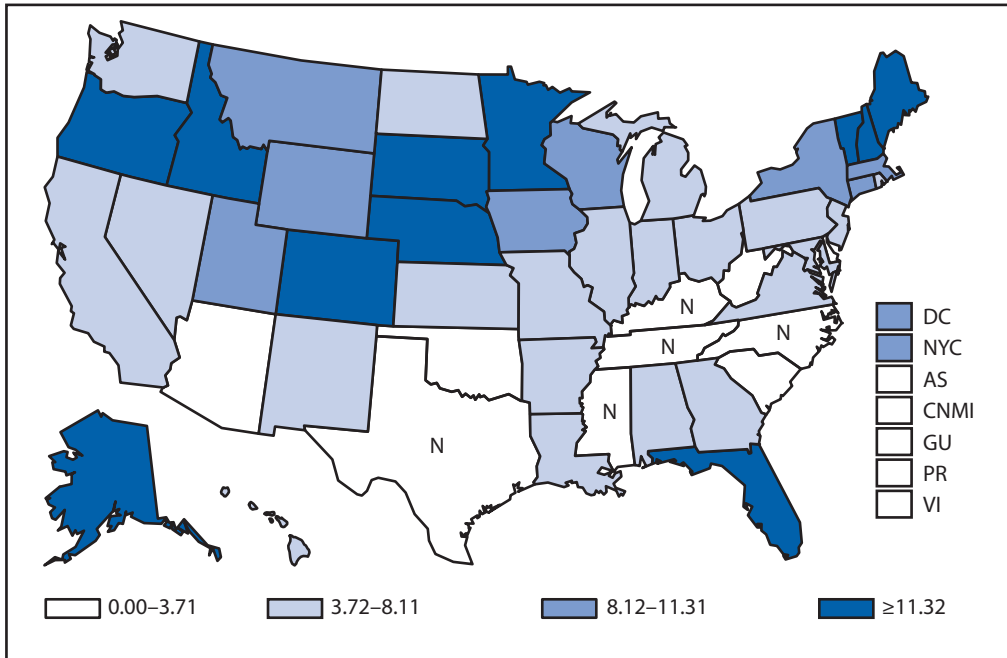 N
N
N
N
N
DC
NYC
AS
CNMI
GU
PR
VI
0.00–3.71
3.72–8.11
8.12–11.31
≥11.32